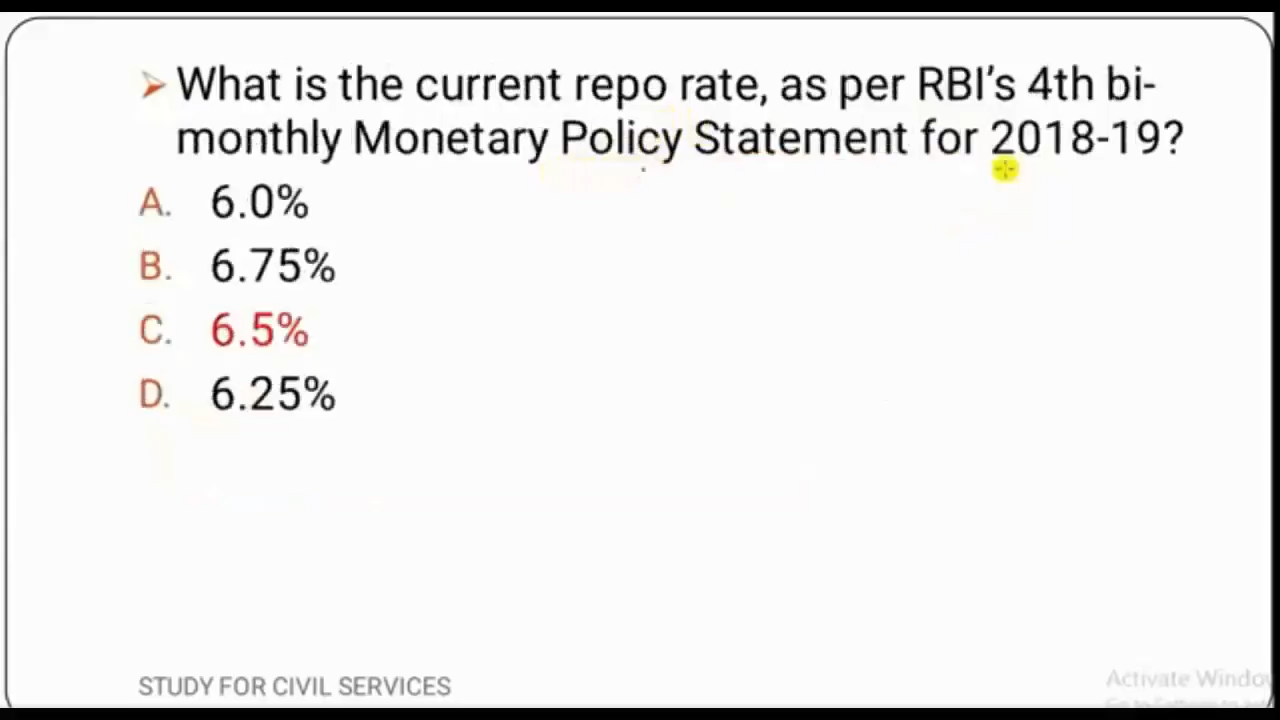 What is the current repo rate, as per RBI's 4th bi-
monthly Monetary Policy Statement for 2018-19?
A. 6.0%
B. 6.75%
C. 6.5%
D. 6.25%
STUDY FOR CIVIL SERVICES
Activate Windo